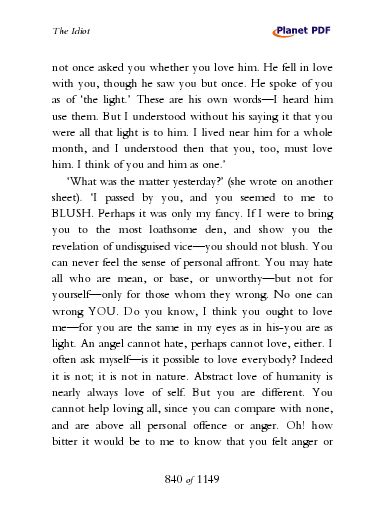 The Idiot
Planet PDF
not once asked you whether you love him. He fell in love
with you, though he saw you but once. He spoke of you
as of ‘the light.’ These are his own words—I heard him
use them. But I understood without his saying it that you
were all that light is to him. I lived near him for a whole
month, and I understood then that you, too, must love
him. I think of you and him as one.’
‘What was the matter yesterday?’ (she wrote on another
sheet). ‘I passed by you, and you seemed to me to
BLUSH. Perhaps it was only my fancy. If I were to bring
you to the most loathsome den, and show you the
revelation of undisguised vice—you should not blush. You
can never feel the sense of personal affront. You may hate
all who are mean, or base, or unworthy—but not for
yourself—only for those whom they wrong. No one can
wrong YOU. Do you know, I think you ought to love
me—for you are the same in my eyes as in his-you are as
light. An angel cannot hate, perhaps cannot love, either. I
often ask myself—is it possible to love everybody? Indeed
it is not; it is not in nature. Abstract love of humanity is
nearly always love of self. But you are different. You
cannot help loving all, since you can compare with none,
and are above all personal offence or anger. Oh! how
bitter it would be to me to know that you felt anger or
840 of 1149